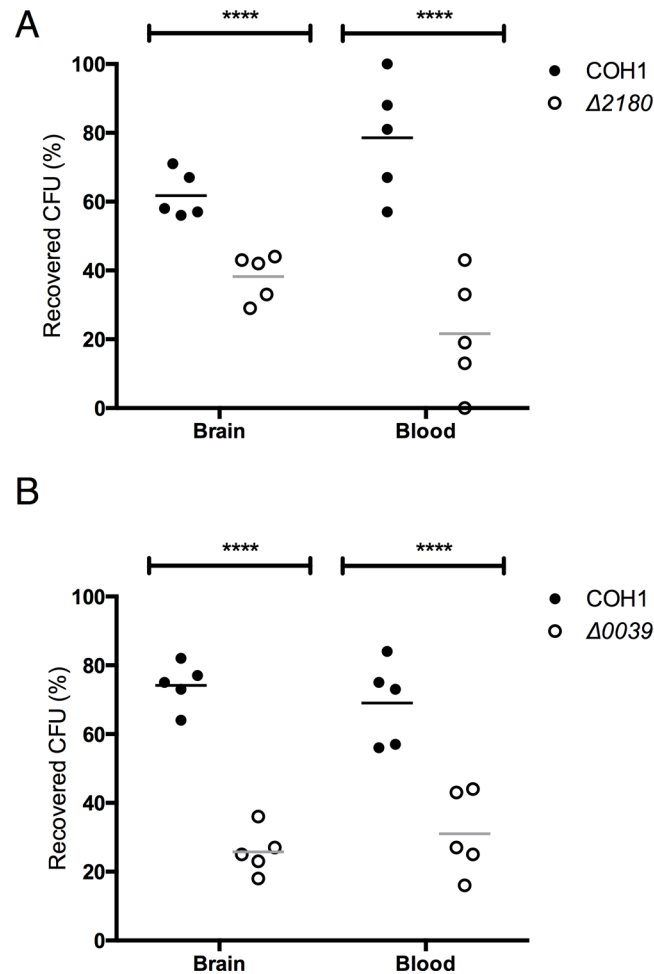 A
**** ****
100
80
60
40
20
0
Recovered CFU (%)
Brain Blood
COH1
Δ2180
B
**** ****
100
80
60
40
20
0
Recovered CFU (%)
Brain Blood
COH1
Δ0039